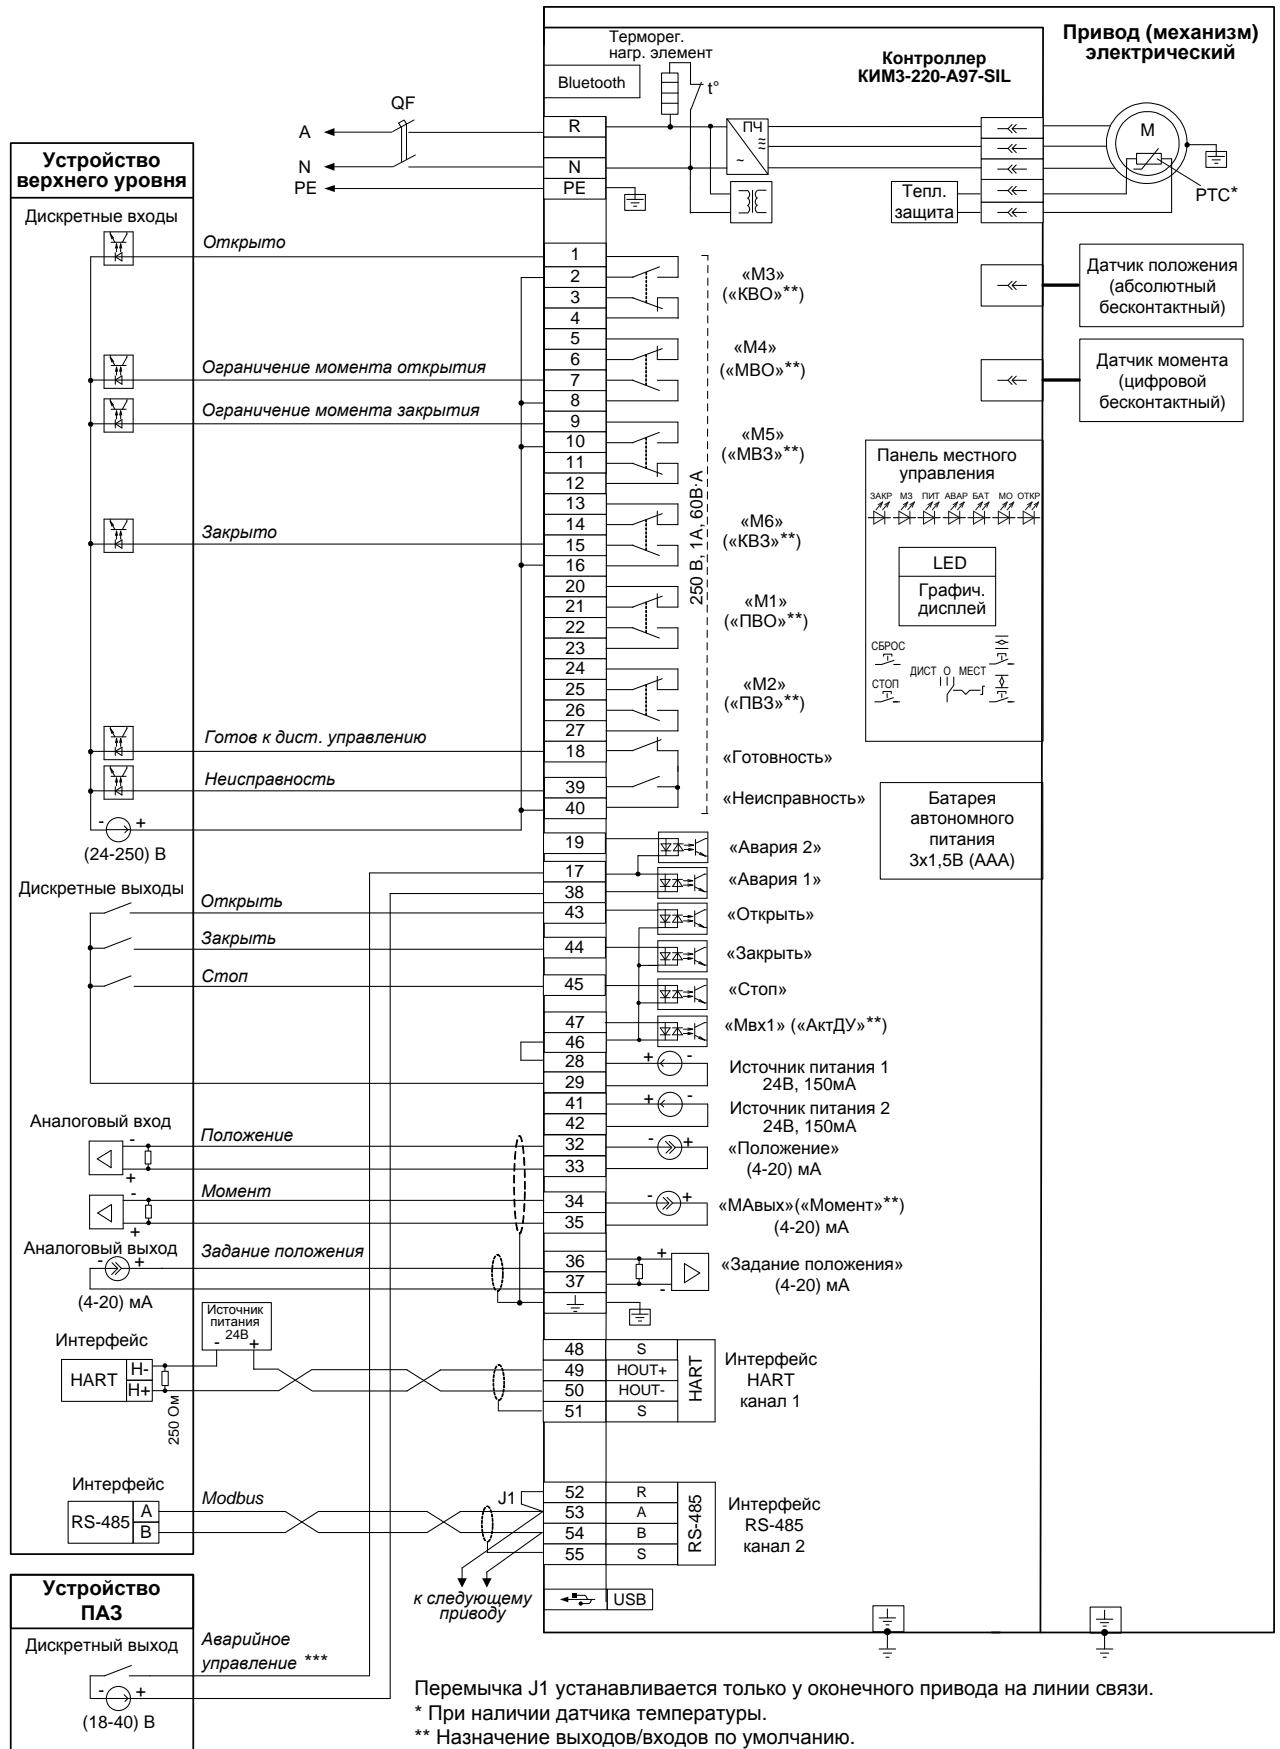 Привод (механизм)
электрический
Контроллер
КИМ3-220-А97-SIL
Терморег.
нагр. элемент
Bluetooth
t°
QF
A
R
N
N
PE
PE
ПЧ
≈
~
Тепл.
защита
M
РТС*
Устройство
верхнего уровня
Дискретные входы
Открыто
1
2
3
4
«М3»
(«КВО»**)
Датчик положения
(абсолютный
бесконтактный)
5
6
7
8
Ограничение момента открытия
«М4»
(«МВО»**)
Датчик момента
(цифровой
бесконтактный)
Ограничение момента закрытия
9
10
11
12
«М5»
(«МВЗ»**)
Закрыто
13
14
15
16
«М6»
(«КВЗ»**)
20
21
22
23
«М1»
(«ПВО»**)
24
25
26
27
«М2»
(«ПВЗ»**)
250 В, 1А, 60В·А
Панель местного
управления
ЗАКР МЗ ПИТ АВАР БАТ МО ОТКР
LED
Графич.
дисплей
СБРОС
СТОП
ДИСТ О МЕСТ
Готов к дист. управлению
18
«Готовность»
Неисправность
39
40
«Неисправность»
- +
(24-250) В
Батарея
автономного
питания
3х1,5В (ААА)
19
«Авария 2»
17
38
«Авария 1»
Дискретные выходы
Открыть
43
«Открыть»
Закрыть
44
«Закрыть»
Стоп
45
«Стоп»
47
46
«Мвх1» («АктДУ»**)
28
29
+ -
Источник питания 1
24В, 150мА
41
42
+ -
Источник питания 2
24В, 150мА
Аналоговый вход
-
+
Положение
32
33
- +
«Положение»
(4-20) мА
-
+
Момент
34
35
- +
«МАвых»(«Момент»**)
(4-20) мА
Аналоговый выход
- +
(4-20) мА
Задание положения
36
37
+
-
«Задание положения»
(4-20) мА
Источник
питания
24В
- +
Интерфейс
HART
H-
H+
250 Ом
48 S
49 HOUT+
50 HOUT-
51 S
HART
Интерфейс
HART
канал 1
Интерфейс
RS-485
A
B
Modbus
J1
52 R
53 A
54 B
55 S
RS-485
Интерфейс
RS-485
канал 2
к следующему
приводу
USB
Устройство
ПАЗ
Дискретный выход
Аварийное
управление ***
- +
(18-40) В
Перемычка J1 устанавливается только у оконечного привода на линии связи.
* При наличии датчика температуры.
** Назначение выходов/входов по умолчанию.